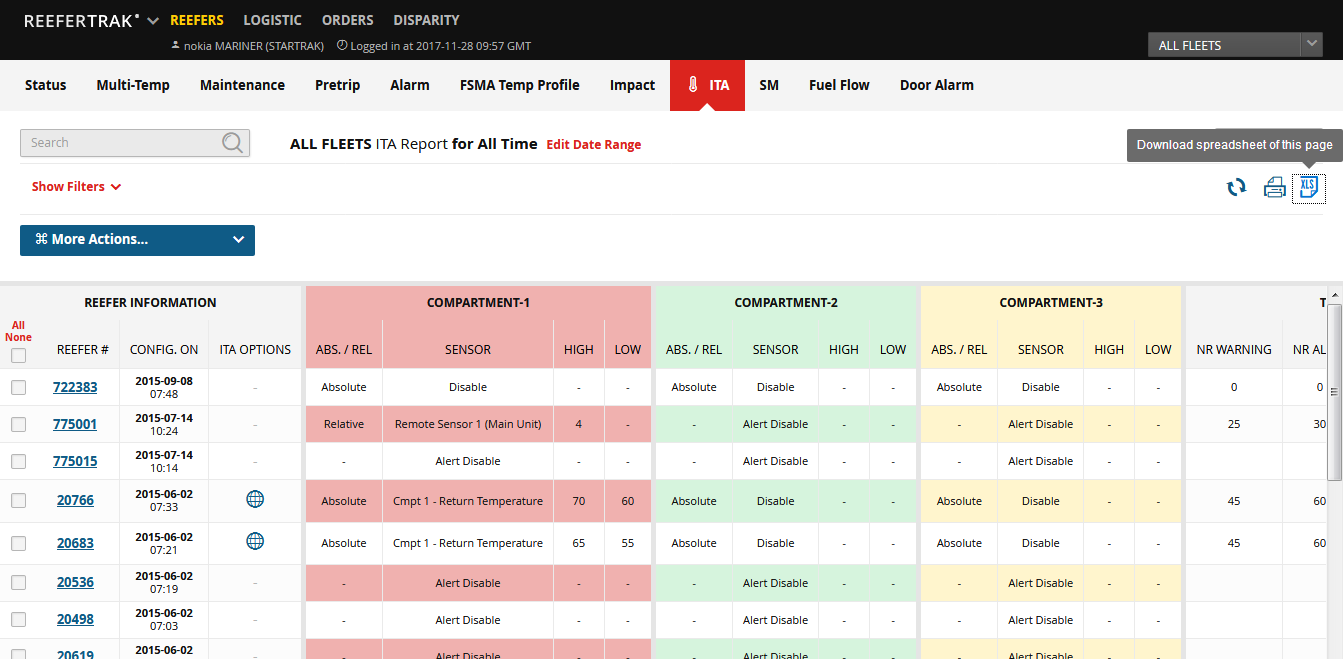 REEFERTRAK REEFERS LOGISTIC ORDERS DISPARITY
nokia MARINER (STARTRAK) Logged in at 2017-11-28 09:57 GMT
ALL FLEETS
Status Multi-Temp Maintenance Pretrip Alarm FSMA Temp Profile Impact ITA SM Fuel Flow Door Alarm
Search
ALL FLEETS ITA Report for All Time Edit Date Range
Download spreadsheet of this page
Show Filters
XLS
⌘ More Actions...
REEFER INFORMATION COMPARTMENT-1 COMPARTMENT-2 COMPARTMENT-3 T
All
None
REEFER # CONFIG. ON ITA OPTIONS ABS. / REL SENSOR HIGH LOW ABS. / REL SENSOR HIGH LOW ABS. / REL SENSOR HIGH LOW NR WARNING NR AL
722383 2015-09-08 07:48 - Absolute Disable - - Absolute Disable - - Absolute Disable - - 0 0
775001 2015-07-14 10:24 - Relative Remote Sensor 1 (Main Unit) 4 - - Alert Disable - - - Alert Disable - - 25 30
775015 2015-07-14 10:14 - - Alert Disable - - - Alert Disable - - - Alert Disable - -
20766 2015-06-02 07:33 Absolute Cmpt 1 - Return Temperature 70 60 Absolute Disable - - Absolute Disable - - 45 60
20683 2015-06-02 07:21 Absolute Cmpt 1 - Return Temperature 65 55 Absolute Disable - - Absolute Disable - - 45 60
20536 2015-06-02 07:19 - - Alert Disable - - - Alert Disable - - - Alert Disable - -
20498 2015-06-02 07:03 - - Alert Disable - - - Alert Disable - - - Alert Disable - -
20619 2015-06-02 Alert Disable Alert Disable Alert Disable